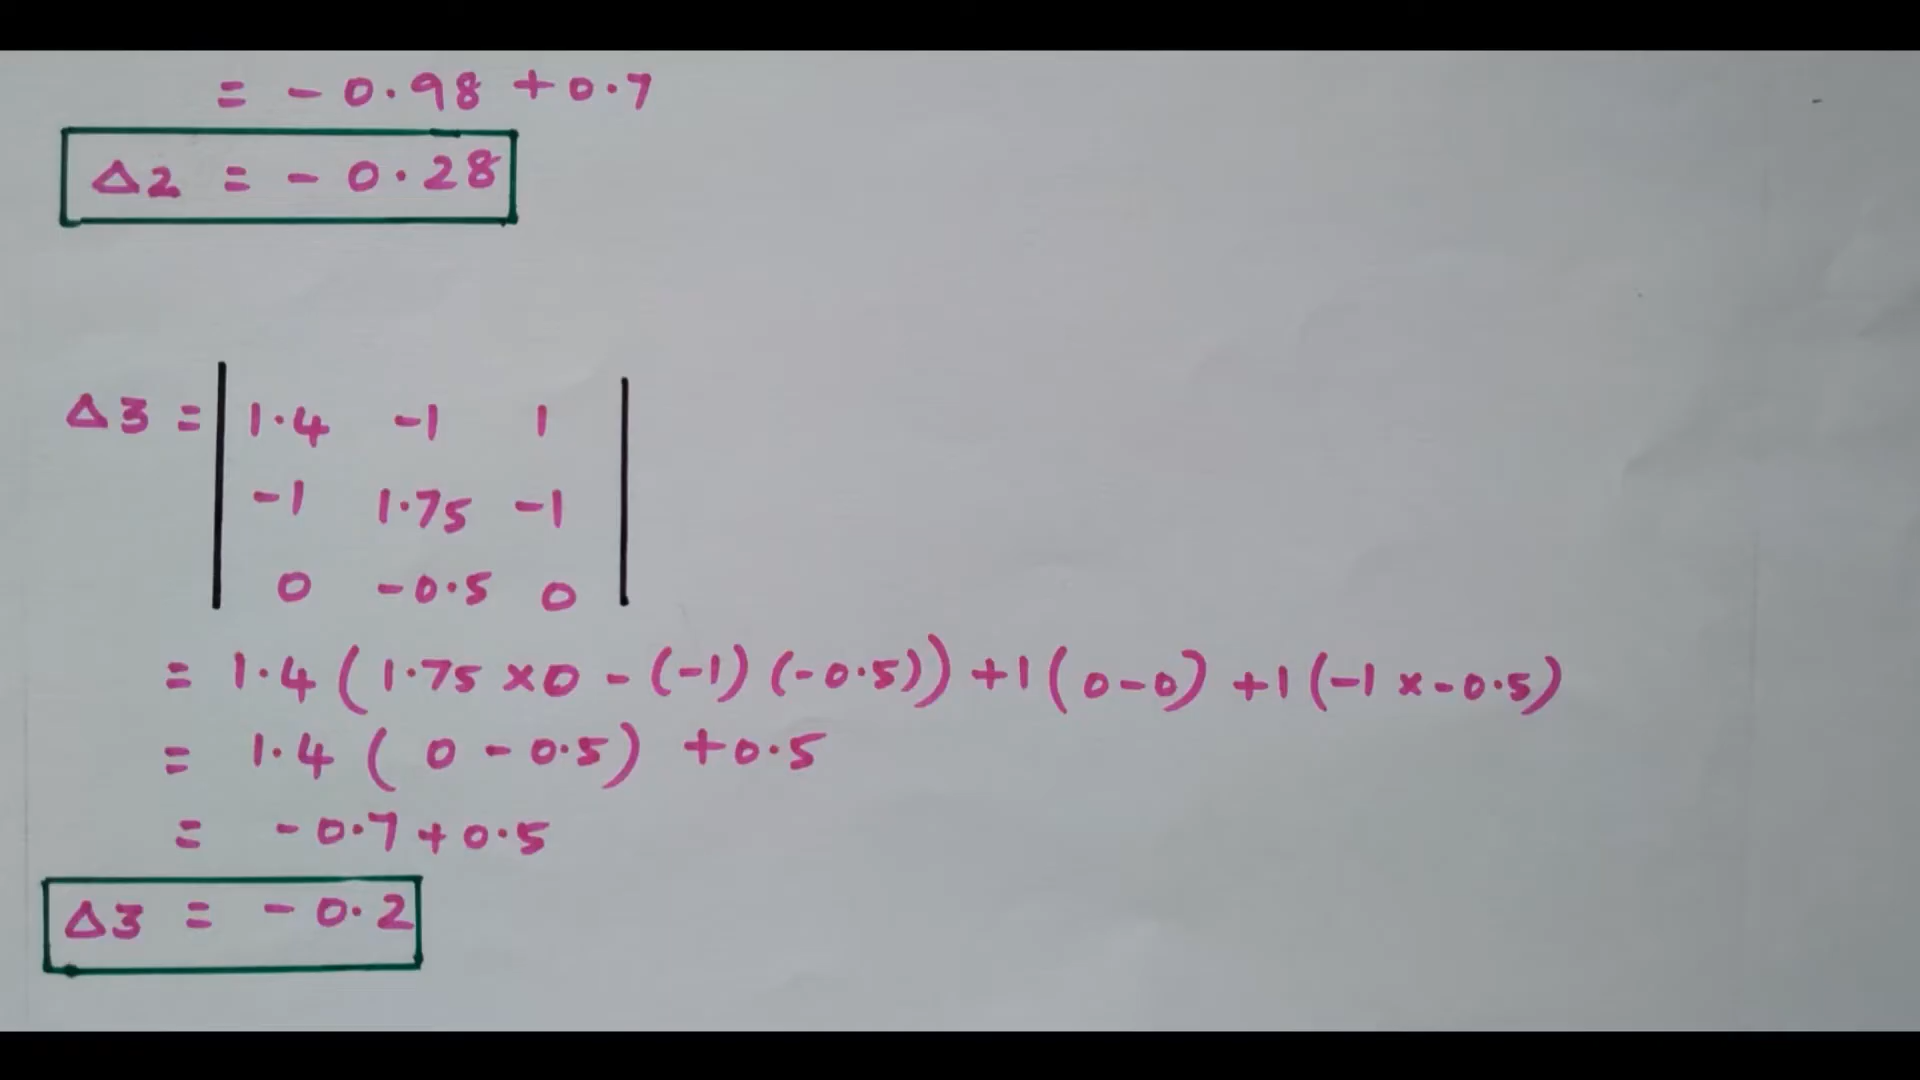 = - 0.98 + 0.7
Δ2 = - 0.28
Δ3 = | 1.4 -1 1 |
-1 1.75 -1
0 -0.5 0
= 1.4 ( 1.75 × 0 - (-1) (-0.5)) +1 ( 0-0) +1 (-1 × -0.5)
= 1.4 ( 0 - 0.5) +0.5
= -0.7 + 0.5
Δ3 = - 0.2